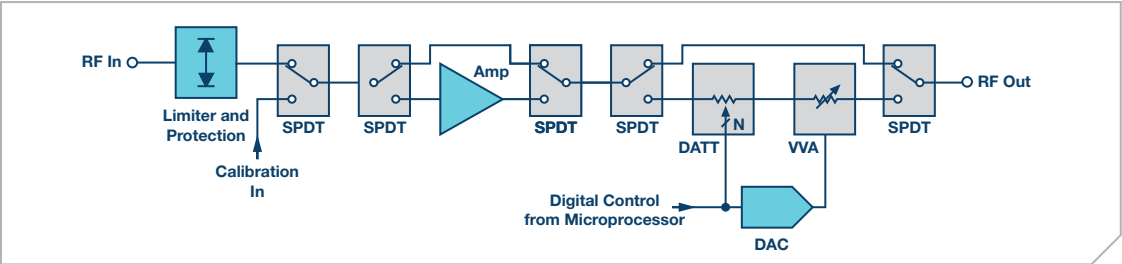 RF In
Limiter and
Protection
Calibration
In
SPDT
SPDT
Amp
SPDT
SPDT
N
DATT
VVA
SPDT
RF Out
Digital Control
from Microprocessor
DAC